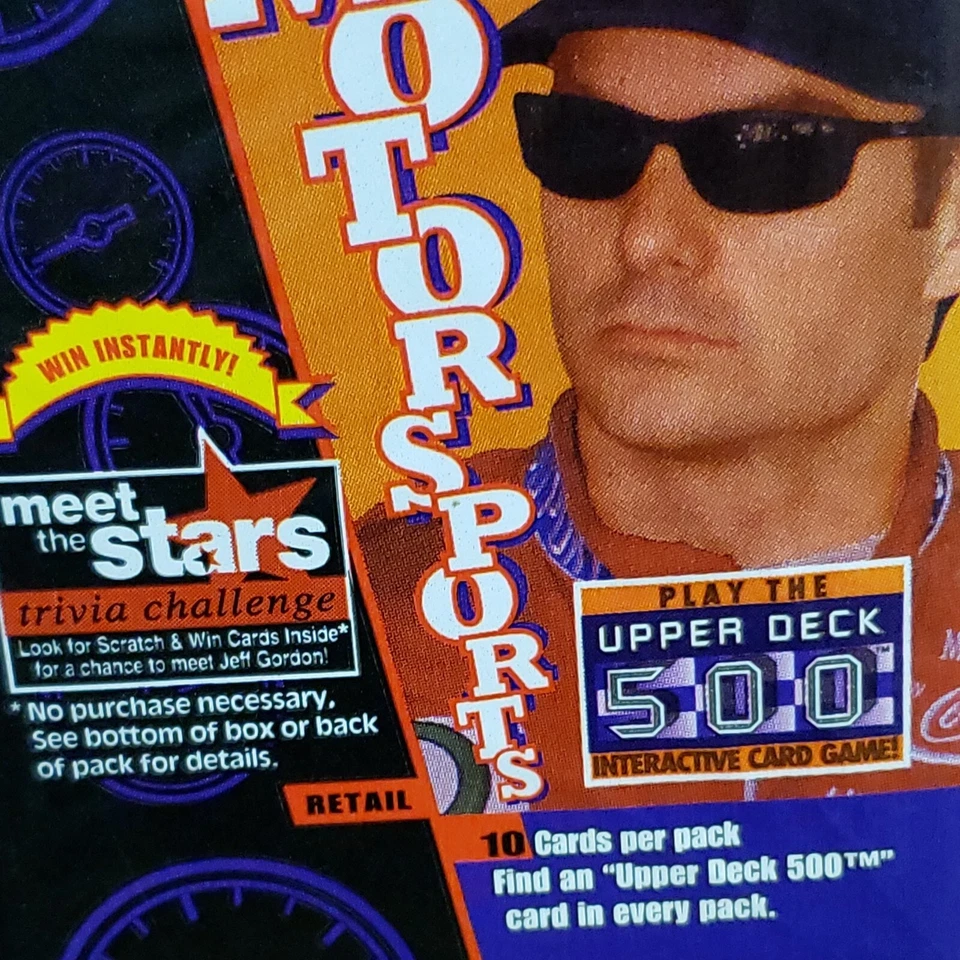 MOTORSPORTS
WIN INSTANTLY!
meet
the stars
trivia challenge
Look for Scratch & Win Cards Inside*
for a chance to meet Jeff Gordon!
* No purchase necessary.
See bottom of box or back
of pack for details.
RETAIL
PLAY THE
UPPER DECK
500™
INTERACTIVE CARD GAME!
10 Cards per pack
Find an “Upper Deck 500™”
card in every pack.